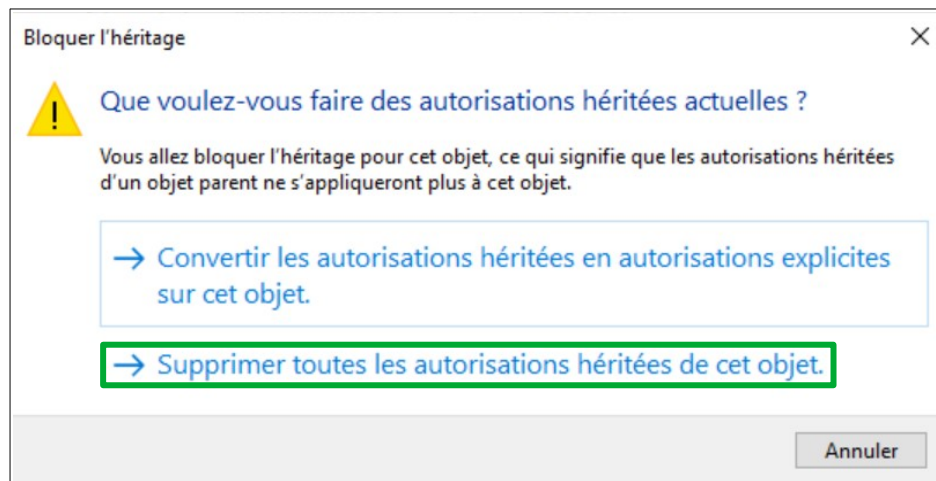 Bloquer l’héritage
Que voulez-vous faire des autorisations héritées actuelles ?
Vous allez bloquer l’héritage pour cet objet, ce qui signifie que les autorisations héritées
d’un objet parent ne s’appliqueront plus à cet objet.
→ Convertir les autorisations héritées en autorisations explicites
sur cet objet.
→ Supprimer toutes les autorisations héritées de cet objet.
Annuler